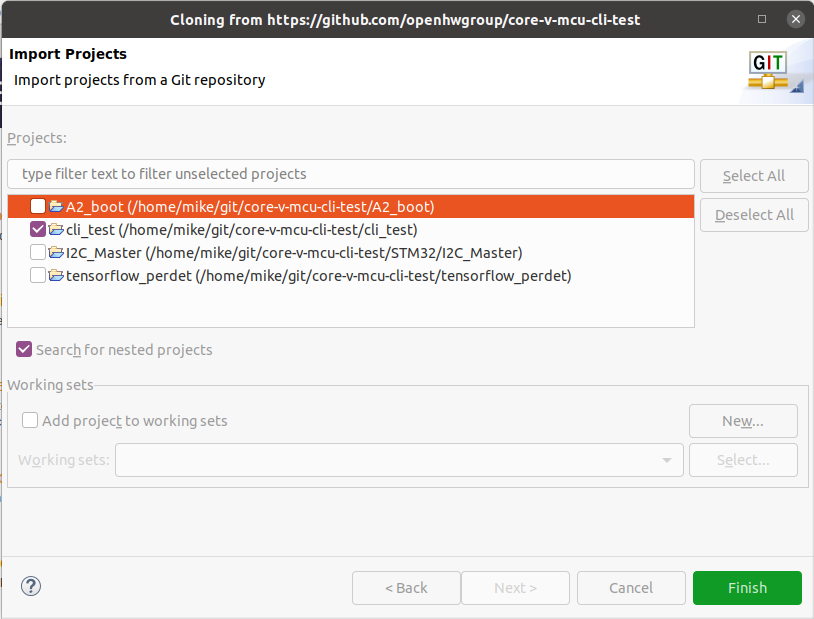 Cloning from https://github.com/openhwgroup/core-v-mcu-cli-test
Import Projects
Import projects from a Git repository
GIT
Projects:
type filter text to filter unselected projects
Select All
A2_boot (/home/mike/git/core-v-mcu-cli-test/A2_boot)
Deselect All
cli_test (/home/mike/git/core-v-mcu-cli-test/cli_test)
I2C_Master (/home/mike/git/core-v-mcu-cli-test/STM32/I2C_Master)
tensorflow_perdet (/home/mike/git/core-v-mcu-cli-test/tensorflow_perdet)
Search for nested projects
Working sets
Add project to working sets
New...
Working sets:
Select...
?
< Back
Next >
Cancel
Finish